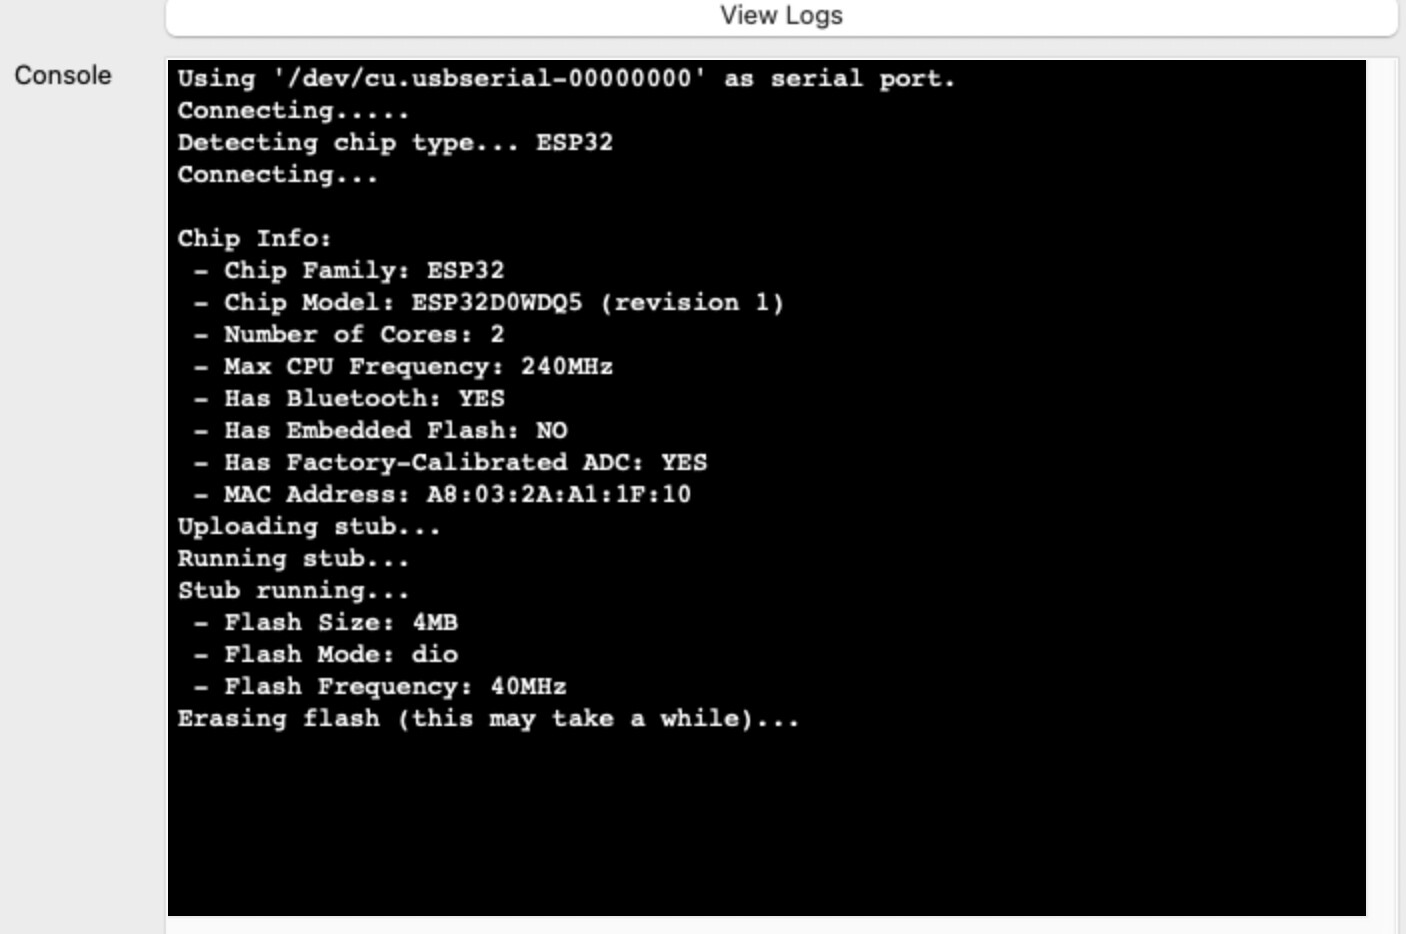 View Logs
Console
Using '/dev/cu.usbserial-00000000' as serial port.
Connecting.....
Detecting chip type... ESP32
Connecting...
Chip Info:
- Chip Family: ESP32
- Chip Model: ESP32D0WDQ5 (revision 1)
- Number of Cores: 2
- Max CPU Frequency: 240MHz
- Has Bluetooth: YES
- Has Embedded Flash: NO
- Has Factory-Calibrated ADC: YES
- MAC Address: A8:03:2A:A1:1F:10
Uploading stub...
Running stub...
Stub running...
- Flash Size: 4MB
- Flash Mode: dio
- Flash Frequency: 40MHz
Erasing flash (this may take a while)...